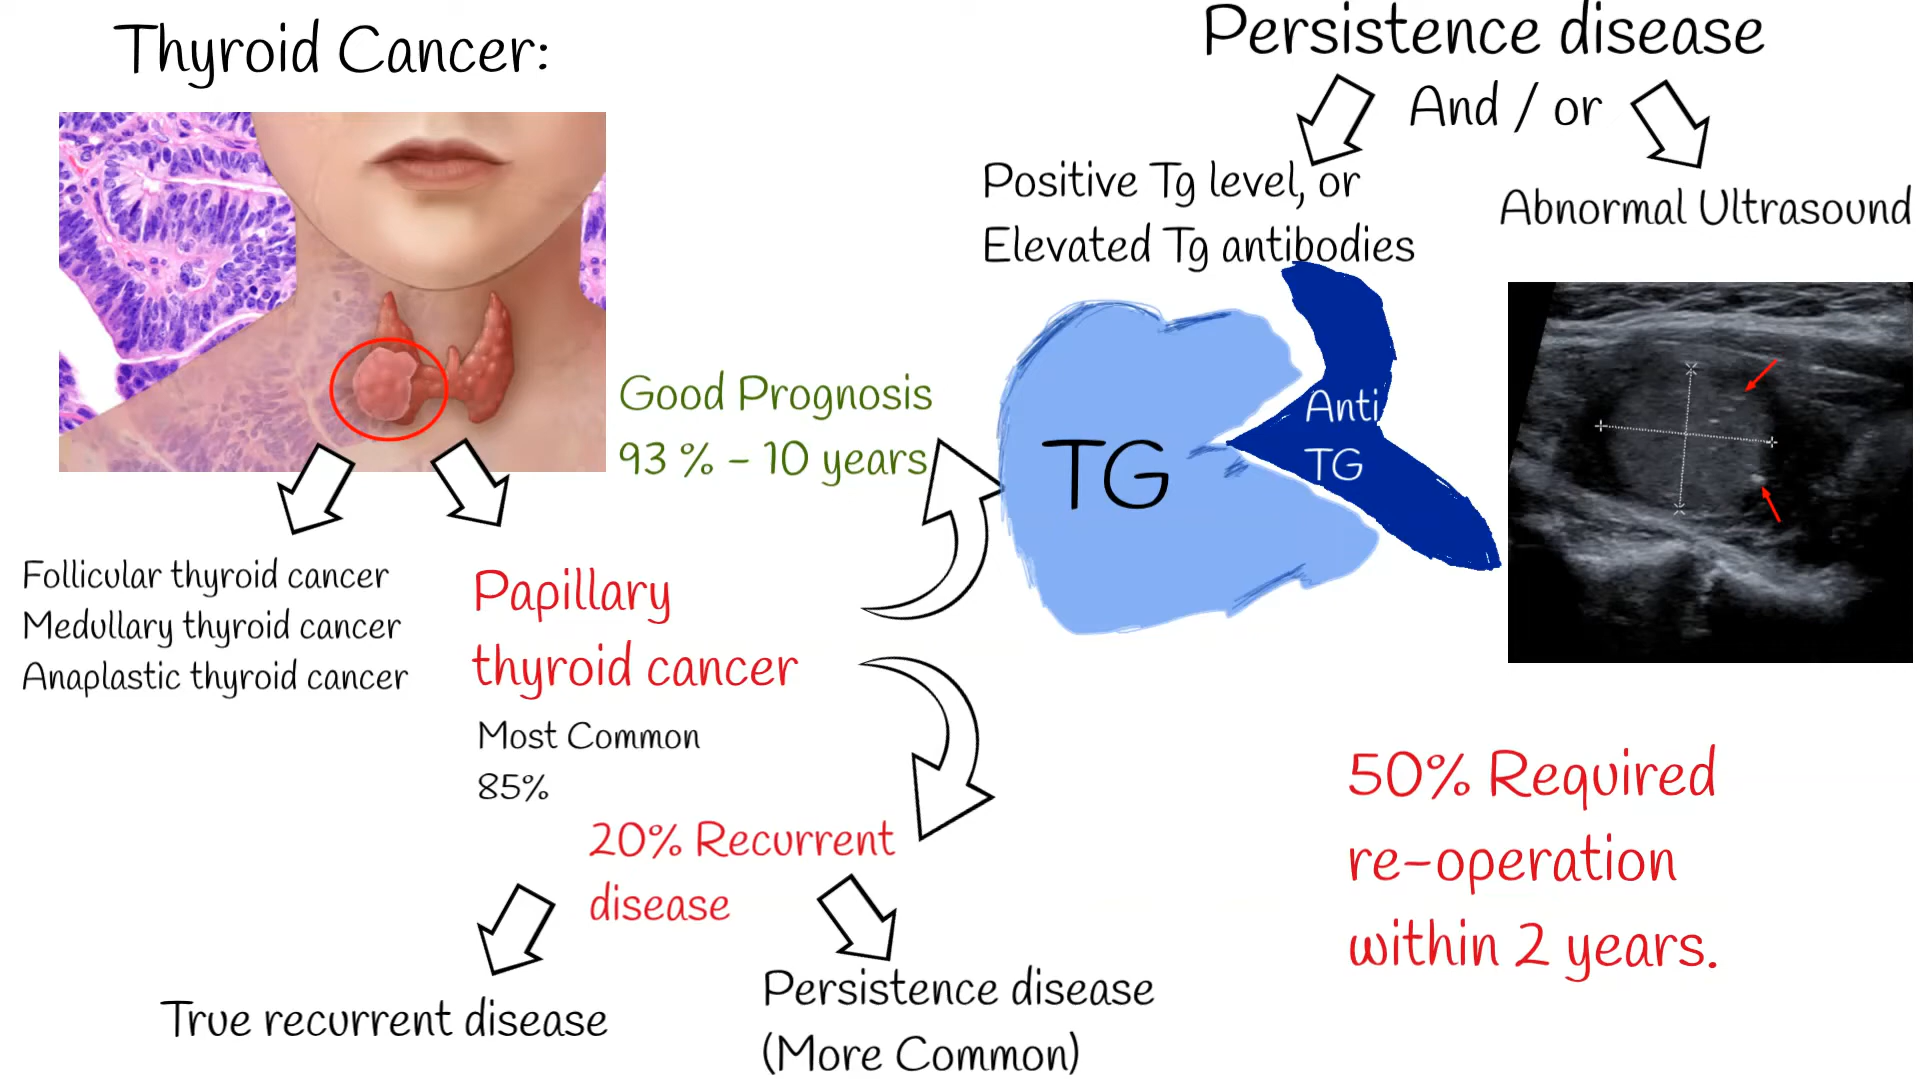 Thyroid Cancer:
Follicular thyroid cancer
Medullary thyroid cancer
Anaplastic thyroid cancer
Papillary
thyroid cancer
Most Common
85%
Good Prognosis
93 % - 10 years
20% Recurrent
disease
True recurrent disease
Persistence disease
(More Common)
Persistence disease
And / or
Positive Tg level, or
Elevated Tg antibodies
Abnormal Ultrasound
TG
Anti
TG
50% Required
re-operation
within 2 years.